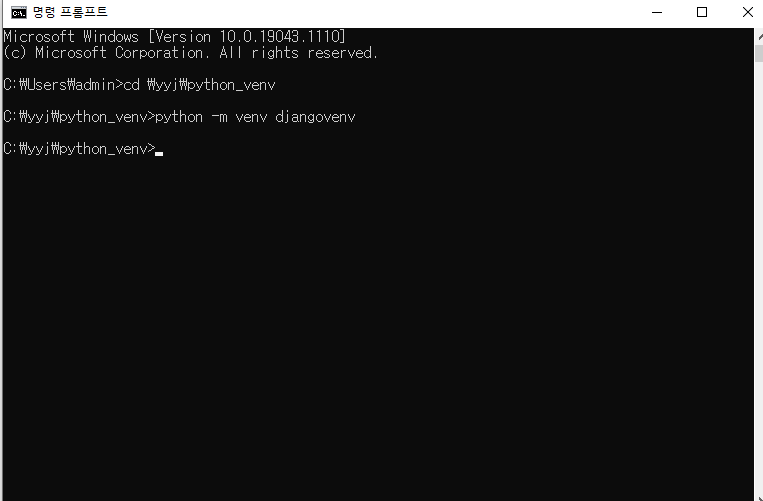 명령 프롬프트
Microsoft Windows [Version 10.0.19043.1110]
(c) Microsoft Corporation. All rights reserved.
C:₩Users₩admin>cd ₩yyj₩python_venv
C:₩yyj₩python_venv>python -m venv djangovenv
C:₩yyj₩python_venv>